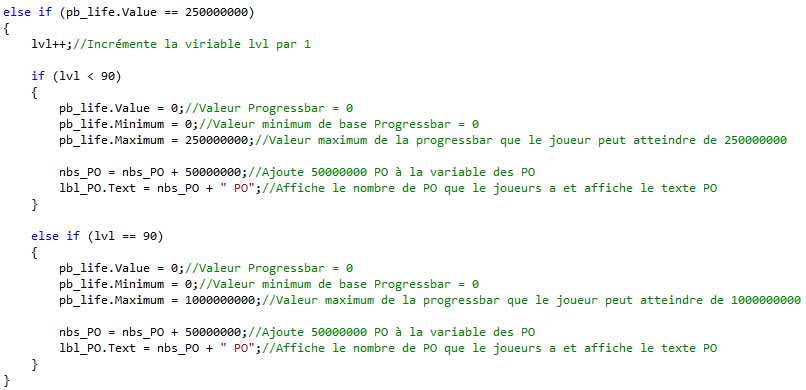 else if (pb_life.Value == 250000000)
{
    lvl++;//Incrémente la viriable lvl par 1

    if (lvl < 90)
    {
        pb_life.Value = 0;//Valeur Progressbar = 0
        pb_life.Minimum = 0;//Valeur minimum de base Progressbar = 0
        pb_life.Maximum = 250000000;//Valeur maximum de la progressbar que le joueur peut atteindre de 250000000

        nbs_PO = nbs_PO + 50000000;//Ajoute 50000000 PO à la variable des PO
        lbl_PO.Text = nbs_PO + " PO";//Affiche le nombre de PO que le joueurs a et affiche le texte PO
    }

    else if (lvl == 90)
    {
        pb_life.Value = 0;//Valeur Progressbar = 0
        pb_life.Minimum = 0;//Valeur minimum de base Progressbar = 0
        pb_life.Maximum = 1000000000;//Valeur maximum de la progressbar que le joueur peut atteindre de 1000000000

        nbs_PO = nbs_PO + 50000000;//Ajoute 50000000 PO à la variable des PO
        lbl_PO.Text = nbs_PO + " PO";//Affiche le nombre de PO que le joueurs a et affiche le texte PO
    }
}